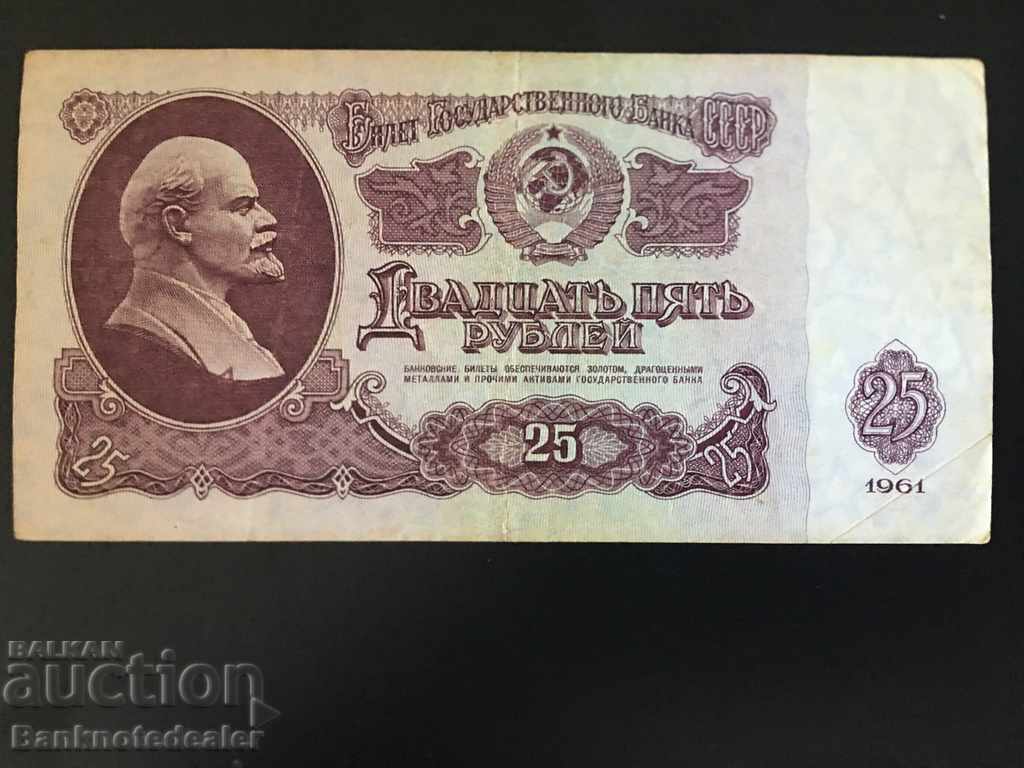 Билет Государственного Банка СССР
Двадцать пять
рублей
БАНКОВСКИЕ БИЛЕТЫ ОБЕСПЕЧИВАЮТСЯ ЗОЛОТОМ, ДРАГОЦЕННЫМИ
МЕТАЛЛАМИ И ПРОЧИМИ АКТИВАМИ ГОСУДАРСТВЕННОГО БАНКА
25
25
25
25
1961
BALKAN
auction
Banknotedealer